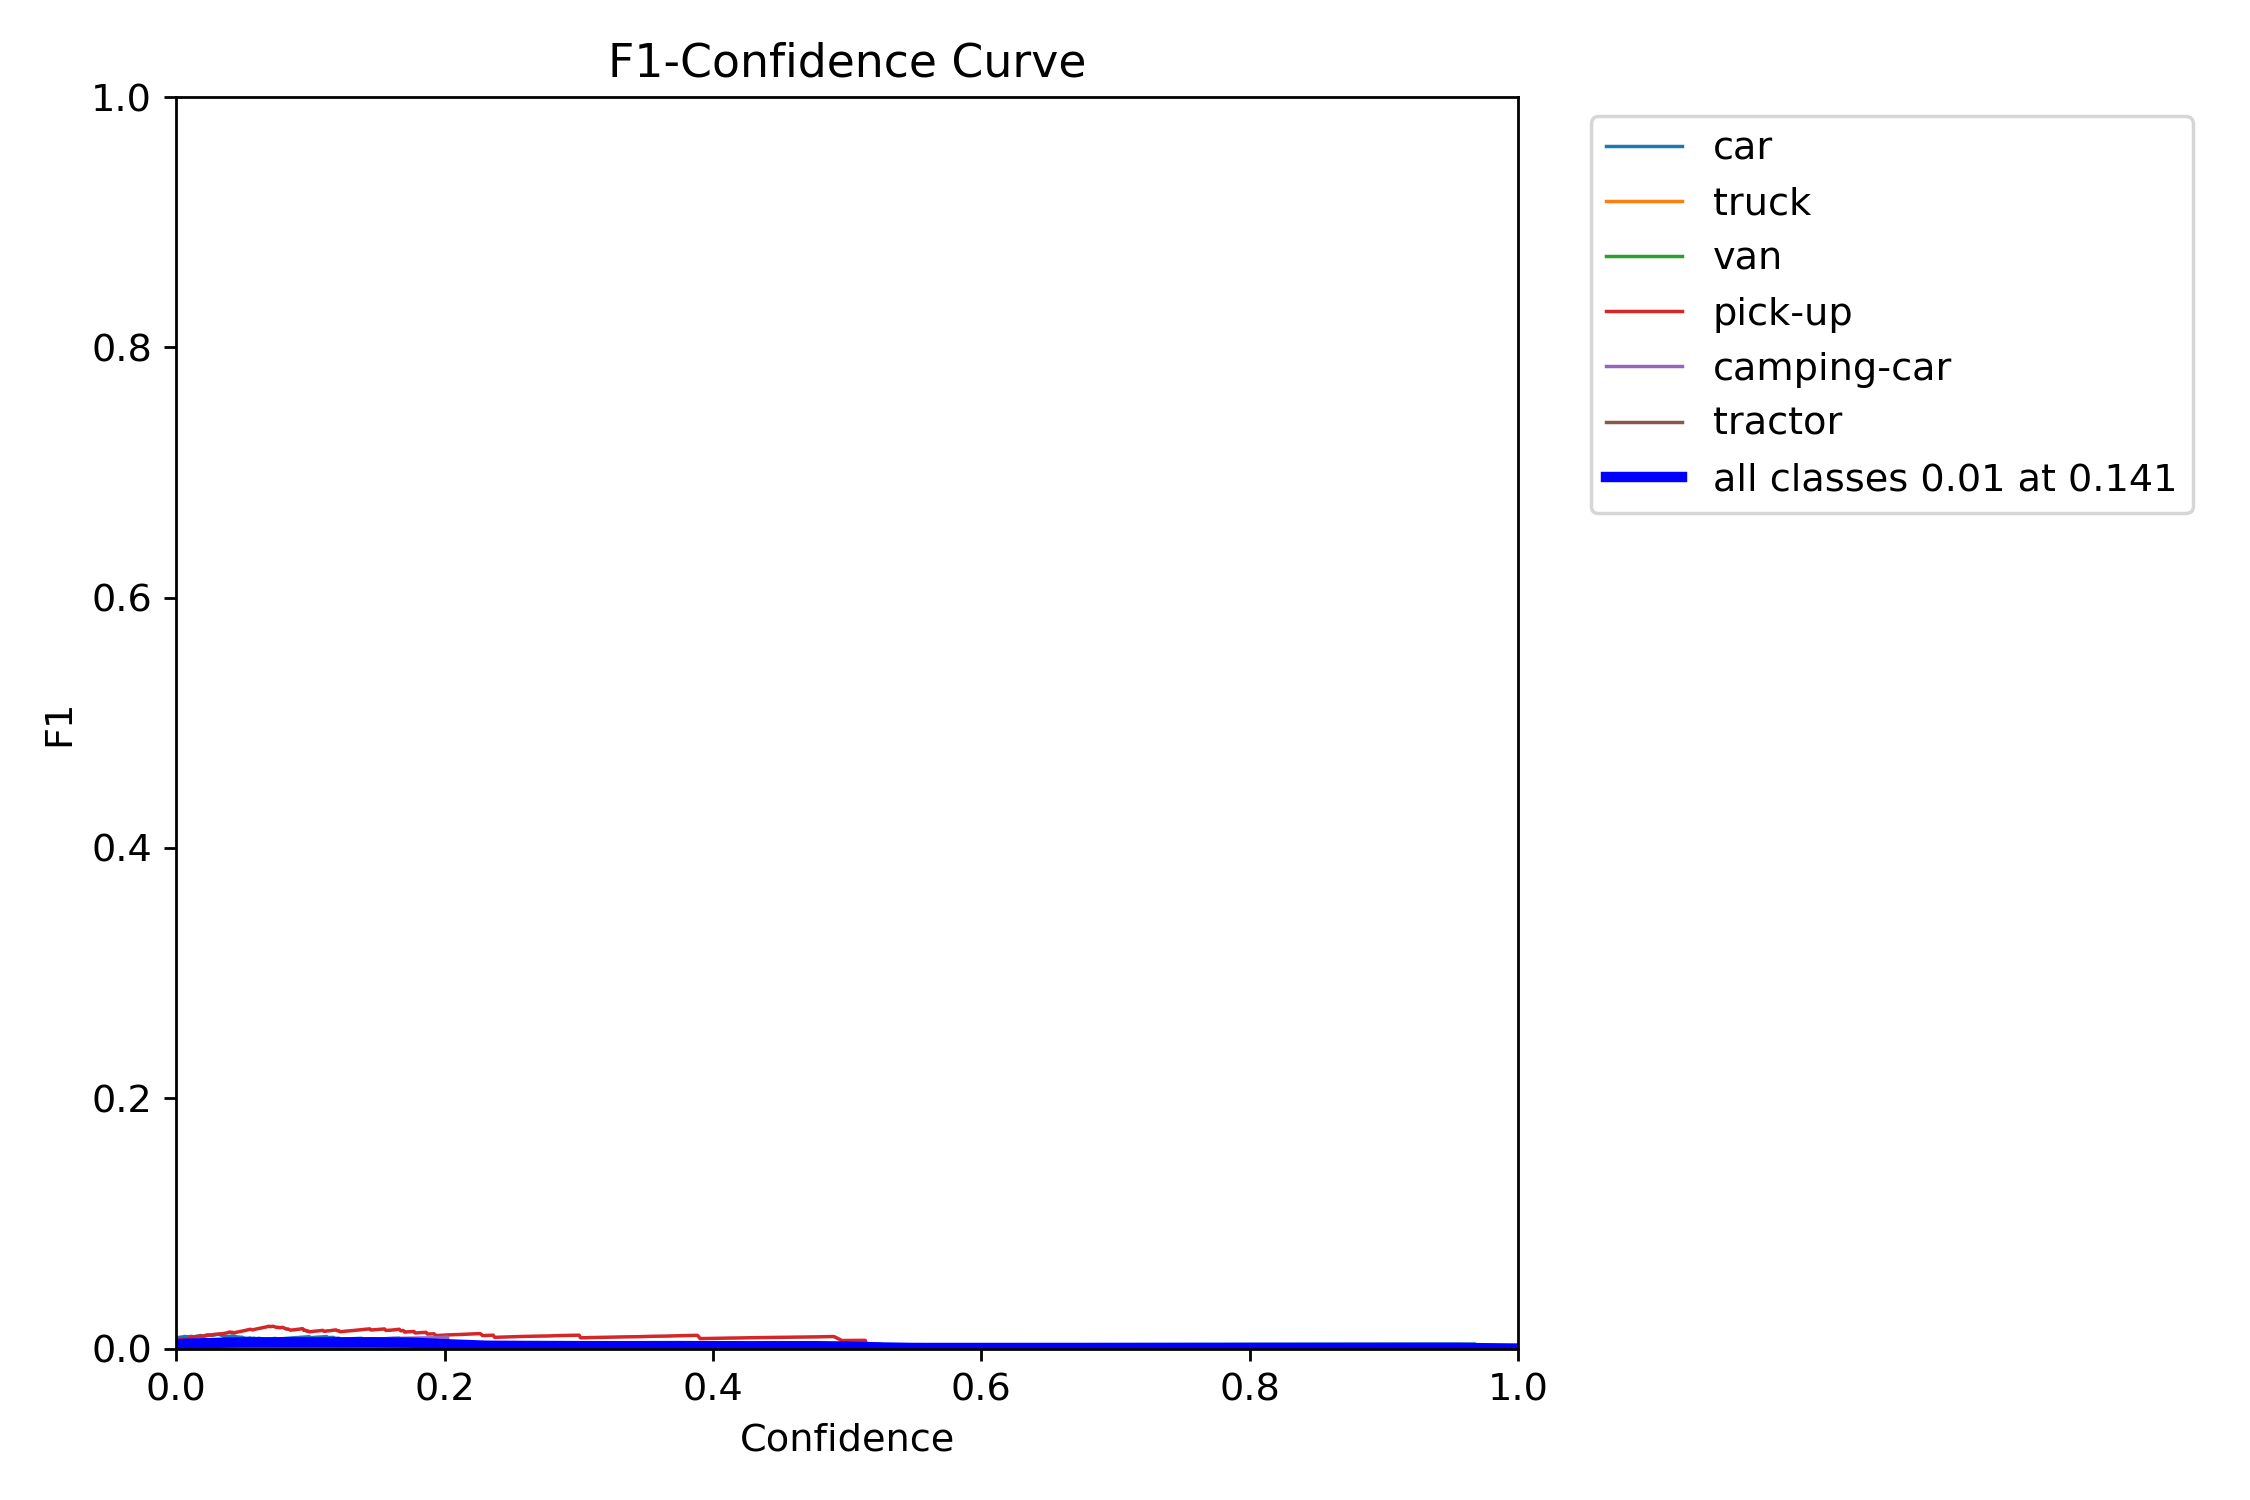 F1-Confidence Curve
1.0
0.8
0.6
0.4
0.2
0.0
F1
0.0 0.2 0.4 0.6 0.8 1.0
Confidence
car
truck
van
pick-up
camping-car
tractor
all classes 0.01 at 0.141